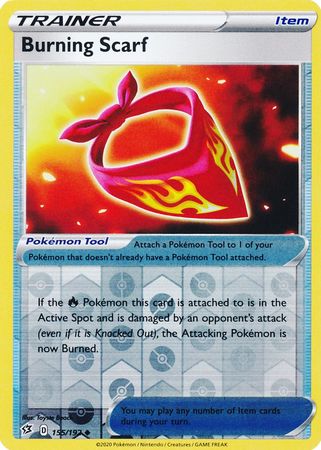 TRAINER
Item
Burning Scarf
Pokémon Tool
Attach a Pokémon Tool to 1 of your
Pokémon that doesn't already have a Pokémon Tool attached.
If the Pokémon this card is attached to is in the
Active Spot and is damaged by an opponent's attack
(even if it is Knocked Out), the Attacking Pokémon is
now Burned.
Illus. Toyste Beach
D 155/192
You may play any number of Item cards
during your turn.
©2020 Pokémon / Nintendo / Creatures / GAME FREAK